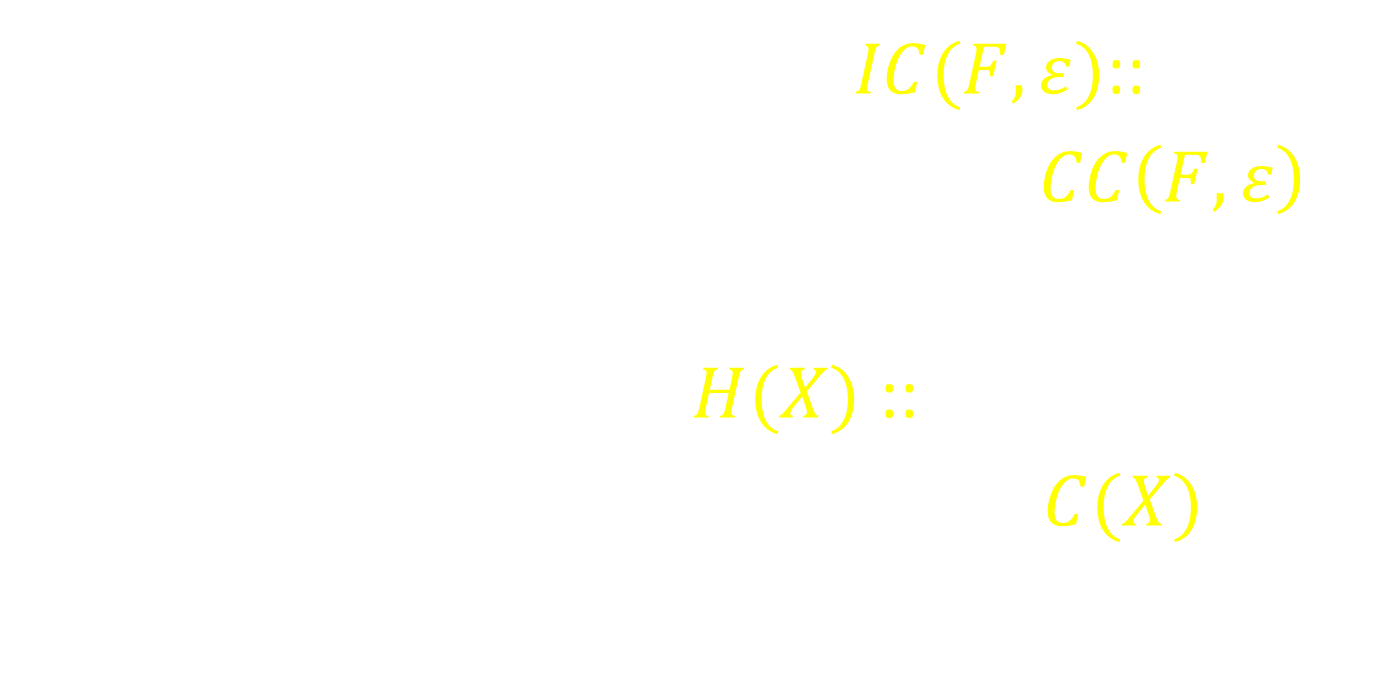 IC(F, ε)::
CC(F, ε)
H(X) ::
C(X)